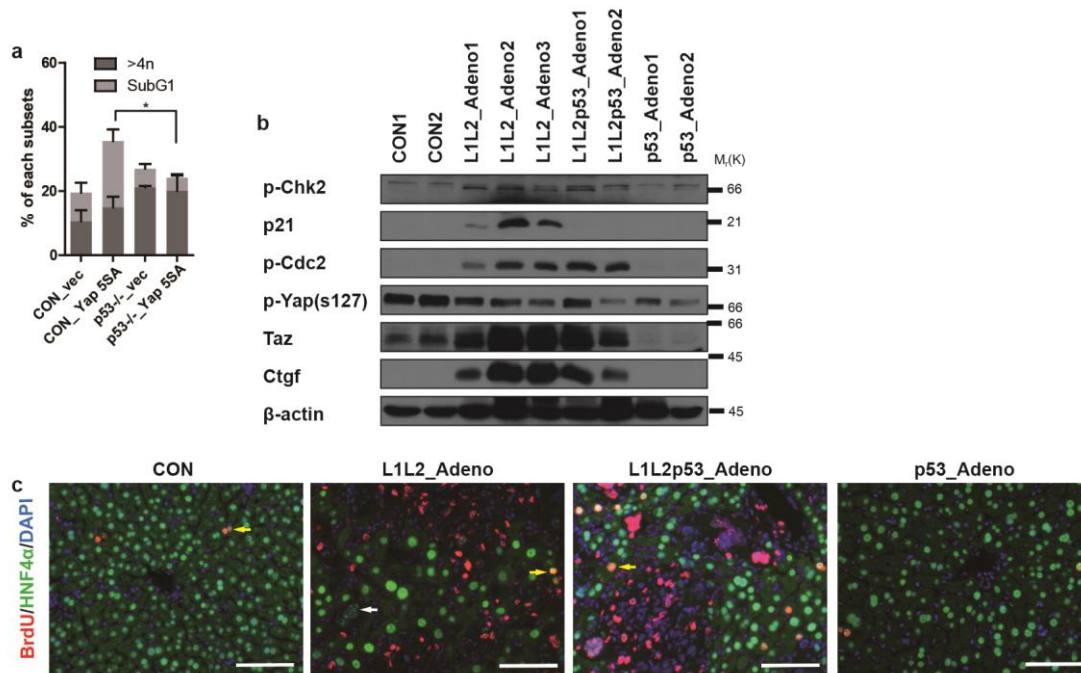 a
60
40
20
0
% of each subsets
>4n
SubG1
*
CON_vec
CON_Yap 5SA
p53-/-_vec
p53-/-_Yap 5SA
b
CON1
CON2
L1L2_Adeno1
L1L2_Adeno2
L1L2_Adeno3
L1L2p53_Adeno1
L1L2p53_Adeno2
p53_Adeno1
p53_Adeno2
Mr(K)
p-Chk2
66
p21
21
p-Cdc2
31
p-Yap(s127)
66
Taz
66
45
Ctgf
β-actin
45
c
CON
L1L2_Adeno
L1L2p53_Adeno
p53_Adeno
BrdU/HNF4α/DAPI